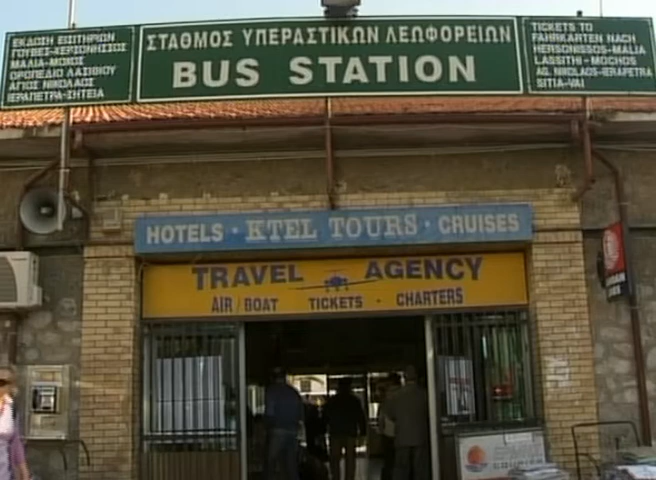 ΕΚΔΟΣΗ ΕΙΣΙΤΗΡΙΩΝ
ΓΟΥΒΕΣ-ΧΕΡΣΟΝΗΣΟΣ
ΜΑΛΙΑ-ΜΟΧΟΣ
ΟΡΟΠΕΔΙΟ ΛΑΣΙΘΙΟΥ
ΑΓΙΟΣ ΝΙΚΟΛΑΟΣ
ΙΕΡΑΠΕΤΡΑ-ΣΗΤΕΙΑ
ΣΤΑΘΜΟΣ ΥΠΕΡΑΣΤΙΚΩΝ ΛΕΩΦΟΡΕΙΩΝ
BUS STATION
TICKETS TO
FAHRKARTEN NACH
HERSONISSOS-MALIA
LASSITHI-MOCHOS
AG. NIKOLAOS-IERAPETRA
SITIA-VAI
HOTELS · KTEL TOURS · CRUISES
TRAVEL AGENCY
AIR/BOAT TICKETS · CHARTERS